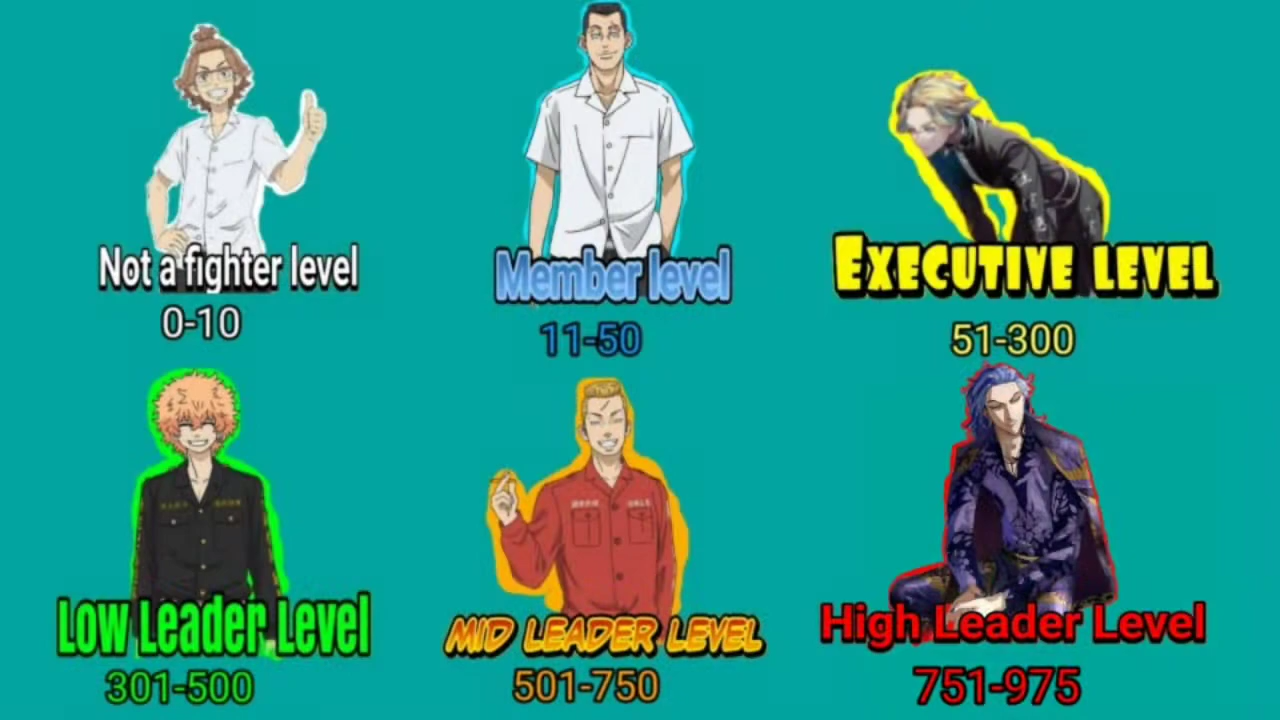 Not a fighter level
0-10
Member level
11-50
EXECUTIVE LEVEL
51-300
Low Leader Level
301-500
MID LEADER LEVEL
501-750
High Leader Level
751-975